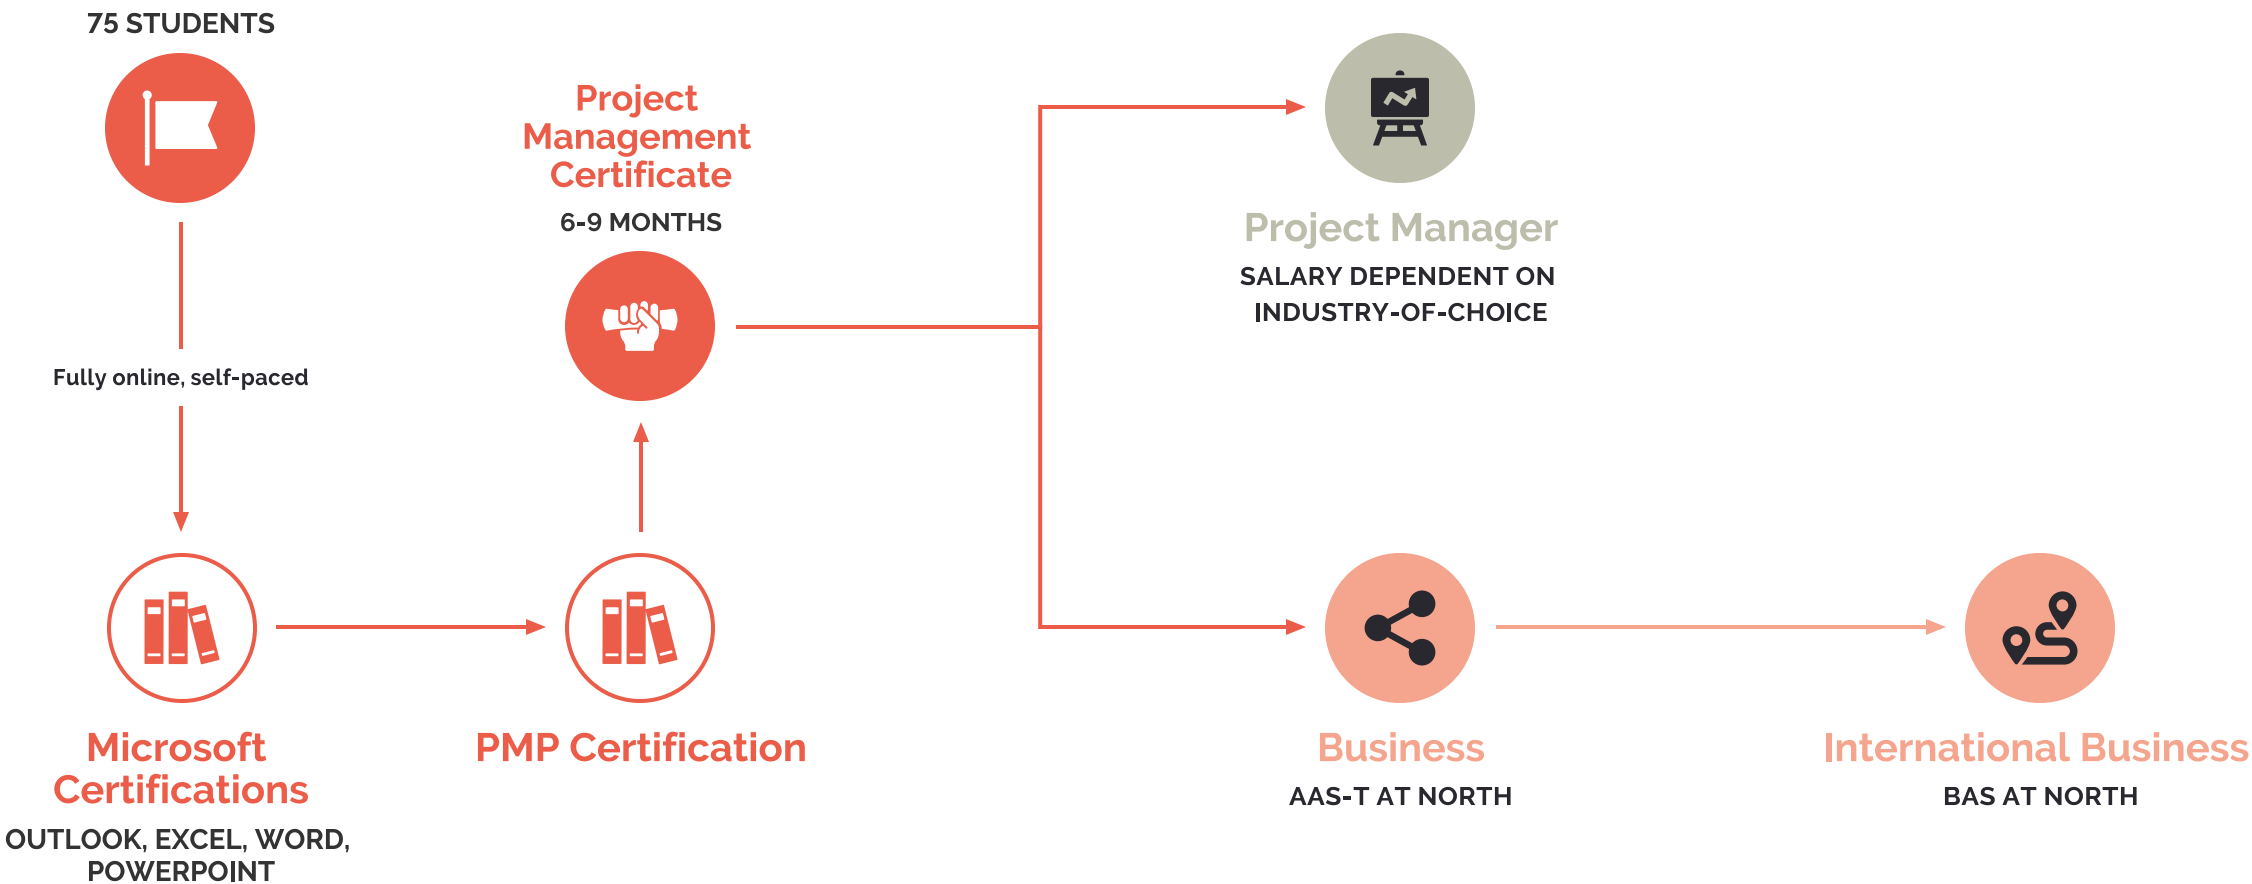 75 STUDENTS
Fully online, self-paced
Microsoft
Certifications
OUTLOOK, EXCEL, WORD,
POWERPOINT
Project
Management
Certificate
6-9 MONTHS
PMP Certification
Project Manager
SALARY DEPENDENT ON
INDUSTRY-OF-CHOICE
Business
AAS-T AT NORTH
International Business
BAS AT NORTH